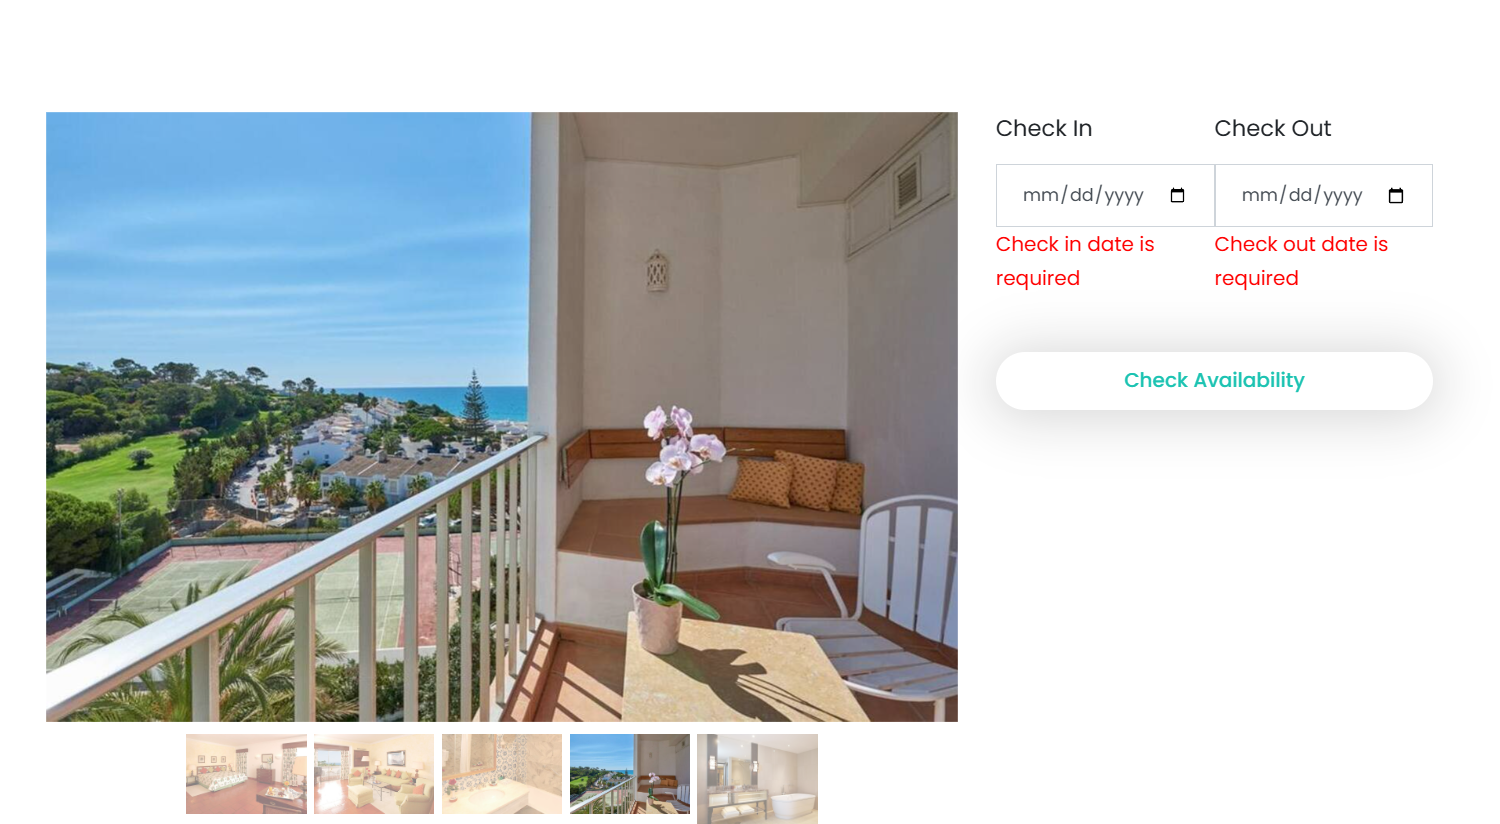 Check In
Check Out
mm/dd/yyyy
mm/dd/yyyy
Check in date is
required
Check out date is
required
Check Availability